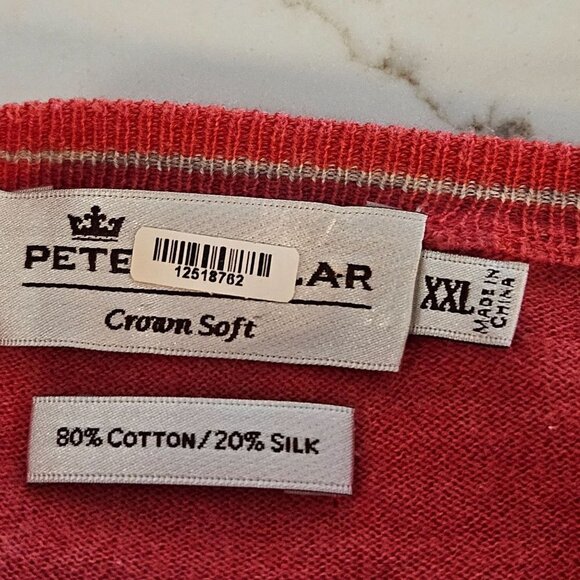 PETE LAR
12518762
Crown Soft
XXL
MADE IN
CHINA
80% COTTON/20% SILK